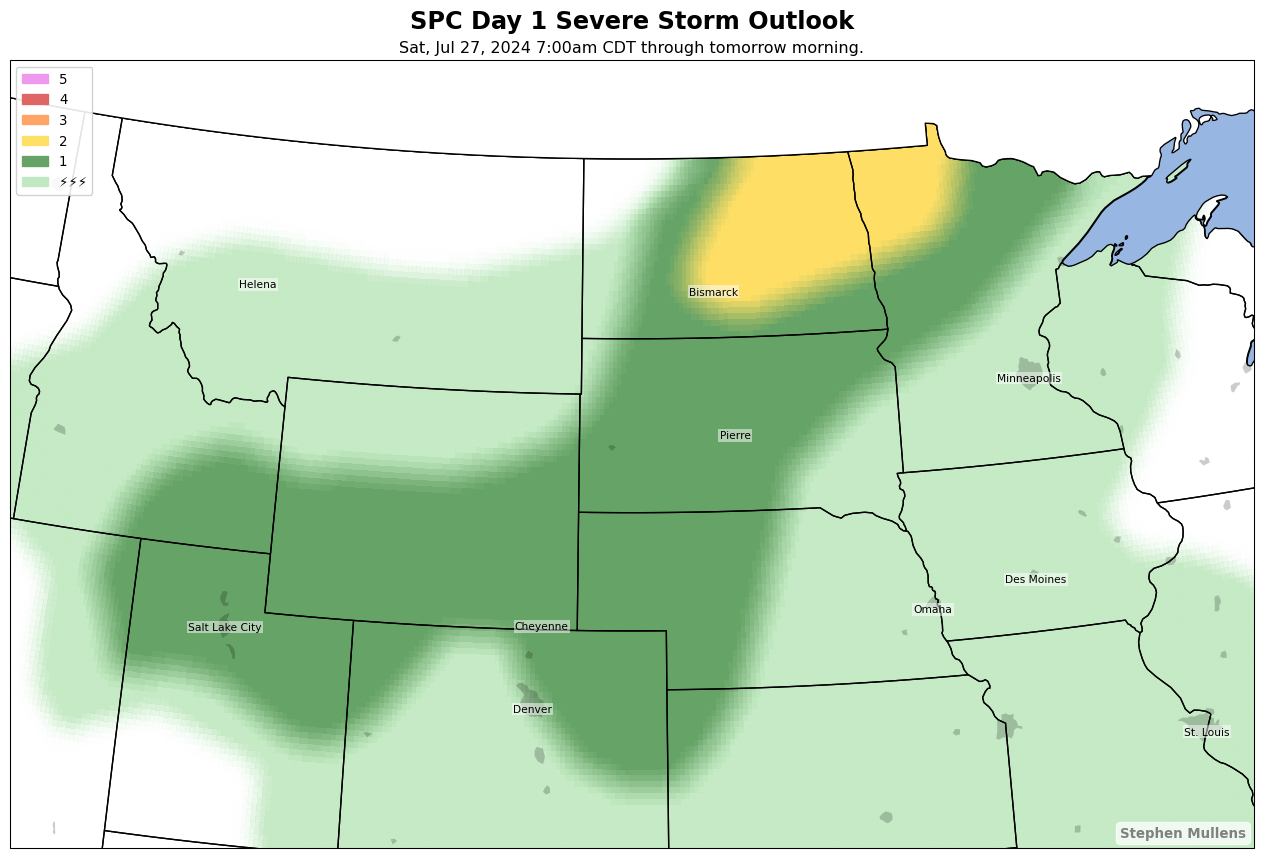 SPC Day 1 Severe Storm Outlook
Sat, Jul 27, 2024 7:00am CDT through tomorrow morning.
5
4
3
2
1
⚡⚡⚡
Helena
Bismarck
Minneapolis
Pierre
Des Moines
Omaha
Salt Lake City
Cheyenne
Denver
St. Louis
Stephen Mullens